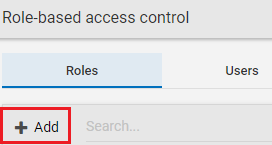 Role-based access control
Roles Users
Add Search...